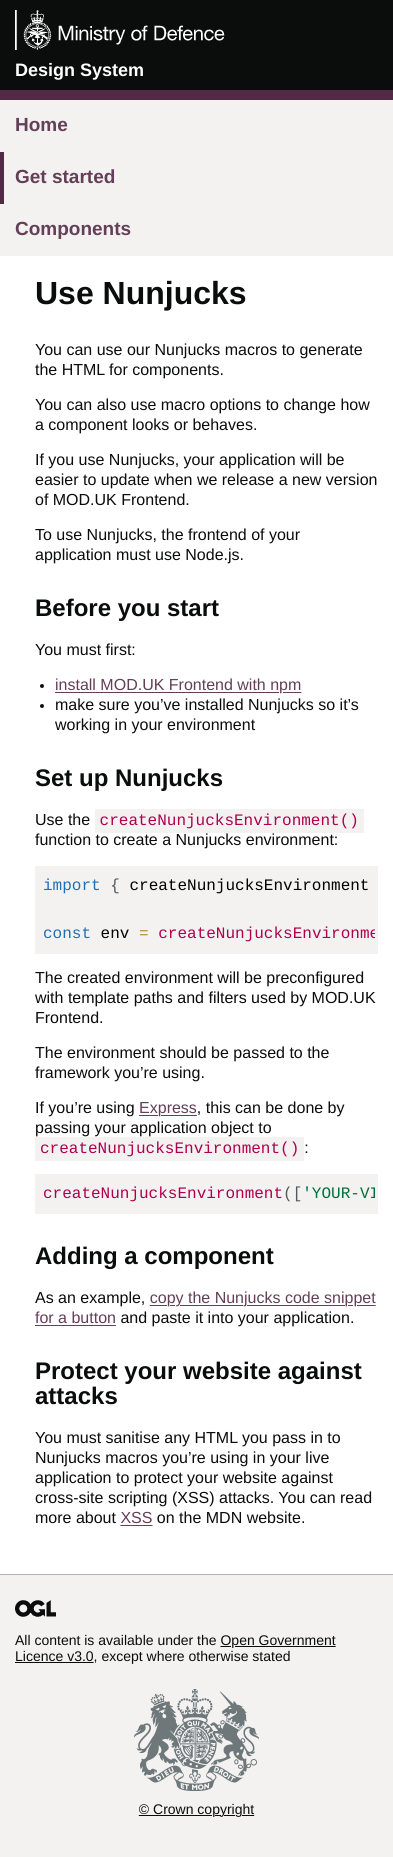 Ministry of Defence
Design System
Home
Get started
Components
Use Nunjucks
You can use our Nunjucks macros to generate
the HTML for components.
You can also use macro options to change how
a component looks or behaves.
If you use Nunjucks, your application will be
easier to update when we release a new version
of MOD.UK Frontend.
To use Nunjucks, the frontend of your
application must use Node.js.
Before you start
You must first:
• install MOD.UK Frontend with npm
• make sure you’ve installed Nunjucks so it’s
working in your environment
Set up Nunjucks
Use the createNunjucksEnvironment()
function to create a Nunjucks environment:
import { createNunjucksEnvironment
const env = createNunjucksEnvironme
The created environment will be preconfigured
with template paths and filters used by MOD.UK
Frontend.
The environment should be passed to the
framework you’re using.
If you’re using Express, this can be done by
passing your application object to
createNunjucksEnvironment():
createNunjucksEnvironment(['YOUR-VI
Adding a component
As an example, copy the Nunjucks code snippet
for a button and paste it into your application.
Protect your website against
attacks
You must sanitise any HTML you pass in to
Nunjucks macros you’re using in your live
application to protect your website against
cross-site scripting (XSS) attacks. You can read
more about XSS on the MDN website.
OGL
All content is available under the Open Government
Licence v3.0, except where otherwise stated
DIEU ET MON DROIT
© Crown copyright